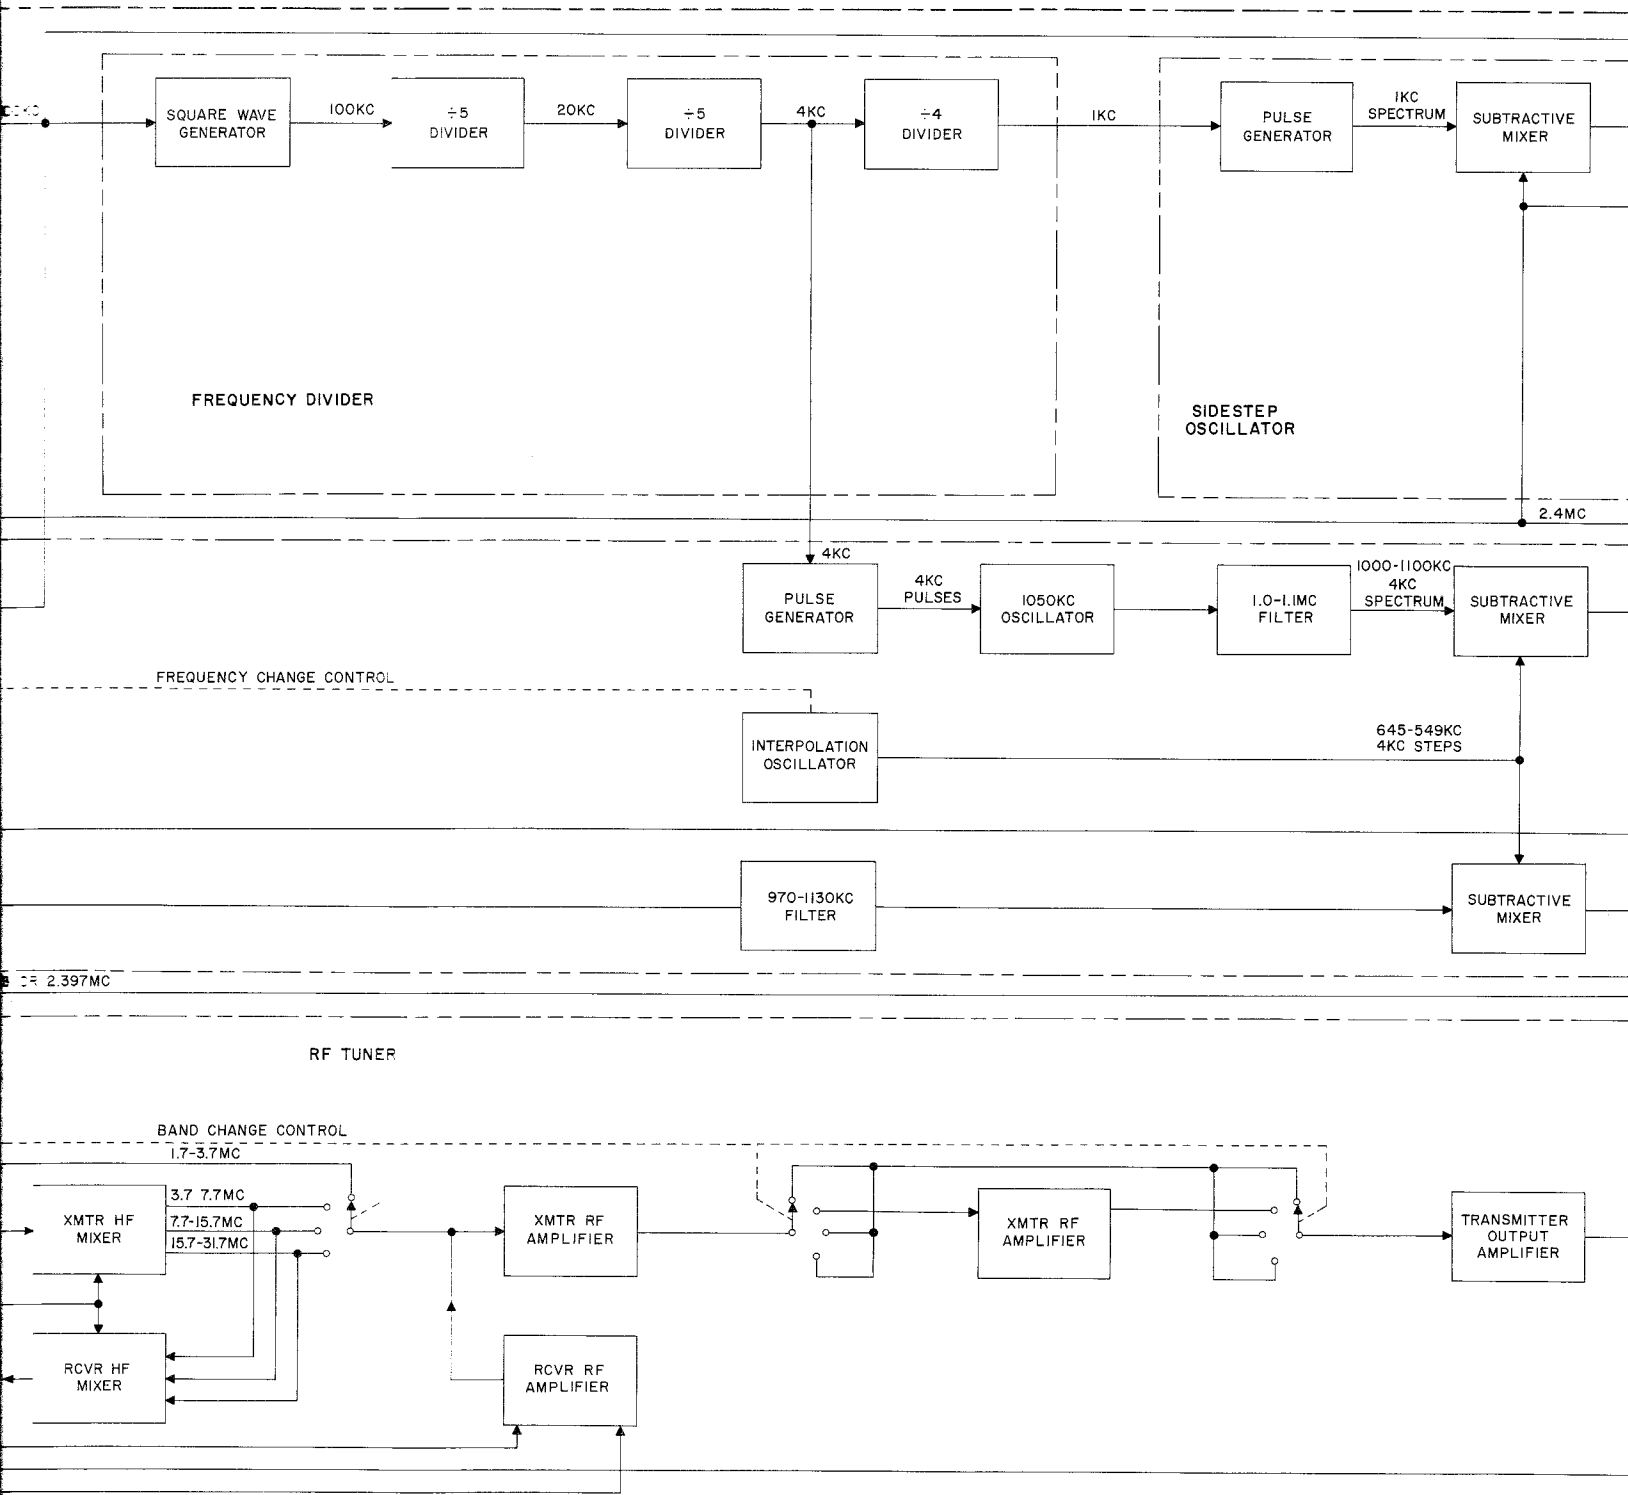 SQUARE WAVE
GENERATOR
100KC
÷5
DIVIDER
20KC
÷5
DIVIDER
4KC
÷4
DIVIDER
1KC
PULSE
GENERATOR
1KC
SPECTRUM
SUBTRACTIVE
MIXER
FREQUENCY DIVIDER
SIDESTEP
OSCILLATOR
2.4MC
4KC
PULSE
GENERATOR
4KC
PULSES
1050KC
OSCILLATOR
1.0-1.1MC
FILTER
1000-1100KC
4KC
SPECTRUM
SUBTRACTIVE
MIXER
FREQUENCY CHANGE CONTROL
INTERPOLATION
OSCILLATOR
645-549KC
4KC STEPS
970-1130KC
FILTER
SUBTRACTIVE
MIXER
OR 2.397MC
RF TUNER
BAND CHANGE CONTROL
1.7-3.7MC
XMTR HF
MIXER
3.7 7.7MC
7.7-15.7MC
15.7-31.7MC
XMTR RF
AMPLIFIER
XMTR RF
AMPLIFIER
TRANSMITTER
OUTPUT
AMPLIFIER
RCVR HF
MIXER
RCVR RF
AMPLIFIER